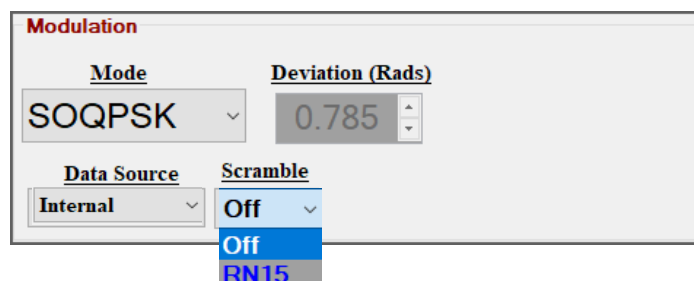 Modulation
Mode Deviation (Rads)
SOQPSK 0.785
Data Source Scramble
Internal Off
Off
RN15